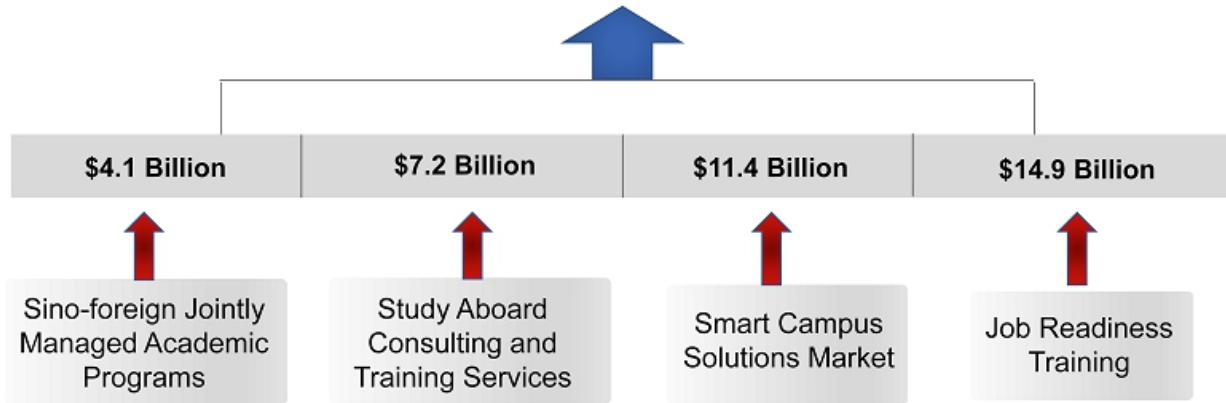 $4.1 Billion
$7.2 Billion
$11.4 Billion
$14.9 Billion
Sino-foreign Jointly
Managed Academic
Programs
Study Aboard
Consulting and
Training Services
Smart Campus
Solutions Market
Job Readiness
Training